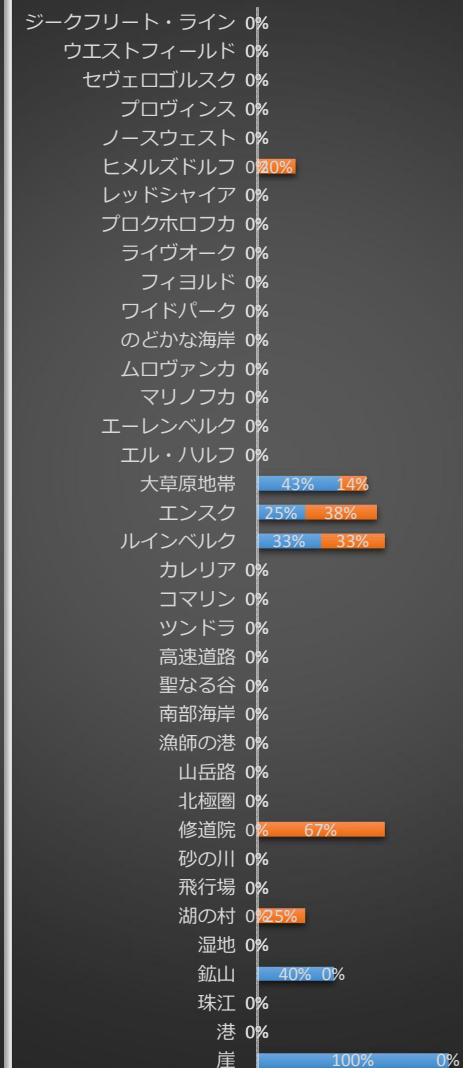 ジークフリート・ライン 0%
ウエストフィールド 0%
セヴェロゴルスク 0%
プロヴィンス 0%
ノースウェスト 0%
ヒメルズドルフ 0% 20%
レッドシャイア 0%
プロクホロフカ 0%
ライヴオーク 0%
フィヨルド 0%
ワイドパーク 0%
のどかな海岸 0%
ムロヴァンカ 0%
マリノフカ 0%
エーレンベルク 0%
エル・ハルフ 0%
大草原地帯 43% 14%
エンスク 25% 38%
ルインベルク 33% 33%
カレリア 0%
コマリン 0%
ツンドラ 0%
高速道路 0%
聖なる谷 0%
南部海岸 0%
漁師の港 0%
山岳路 0%
北極圏 0%
修道院 0% 67%
砂の川 0%
飛行場 0%
湖の村 0% 25%
湿地 0%
鉱山 40% 0%
珠江 0%
港 0%
崖 100% 0%